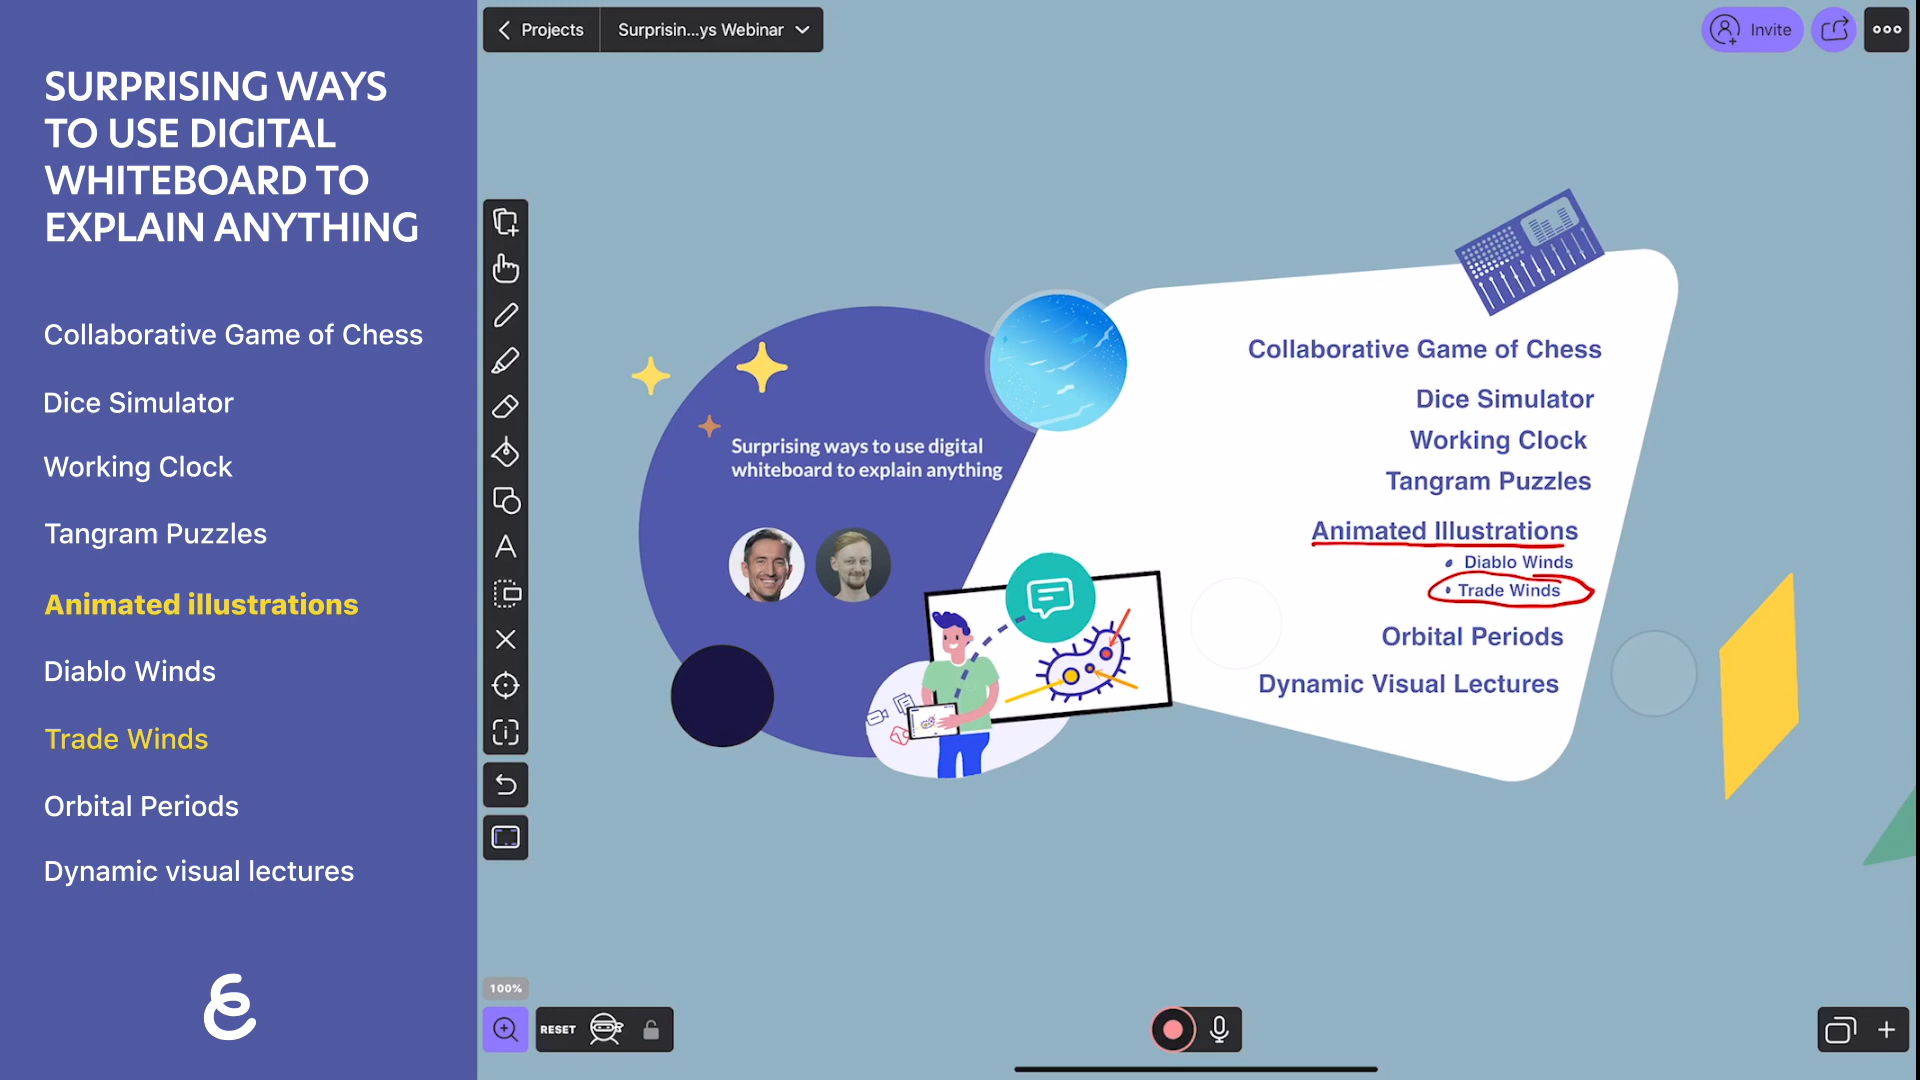 SURPRISING WAYS
TO USE DIGITAL
WHITEBOARD TO
EXPLAIN ANYTHING
Collaborative Game of Chess
Dice Simulator
Working Clock
Tangram Puzzles
Animated illustrations
Diablo Winds
Trade Winds
Orbital Periods
Dynamic visual lectures
Projects
Surprisin...ys Webinar
Invite
Surprising ways to use digital
whiteboard to explain anything
Collaborative Game of Chess
Dice Simulator
Working Clock
Tangram Puzzles
Animated Illustrations
• Diablo Winds
• Trade Winds
Orbital Periods
Dynamic Visual Lectures
100%
RESET